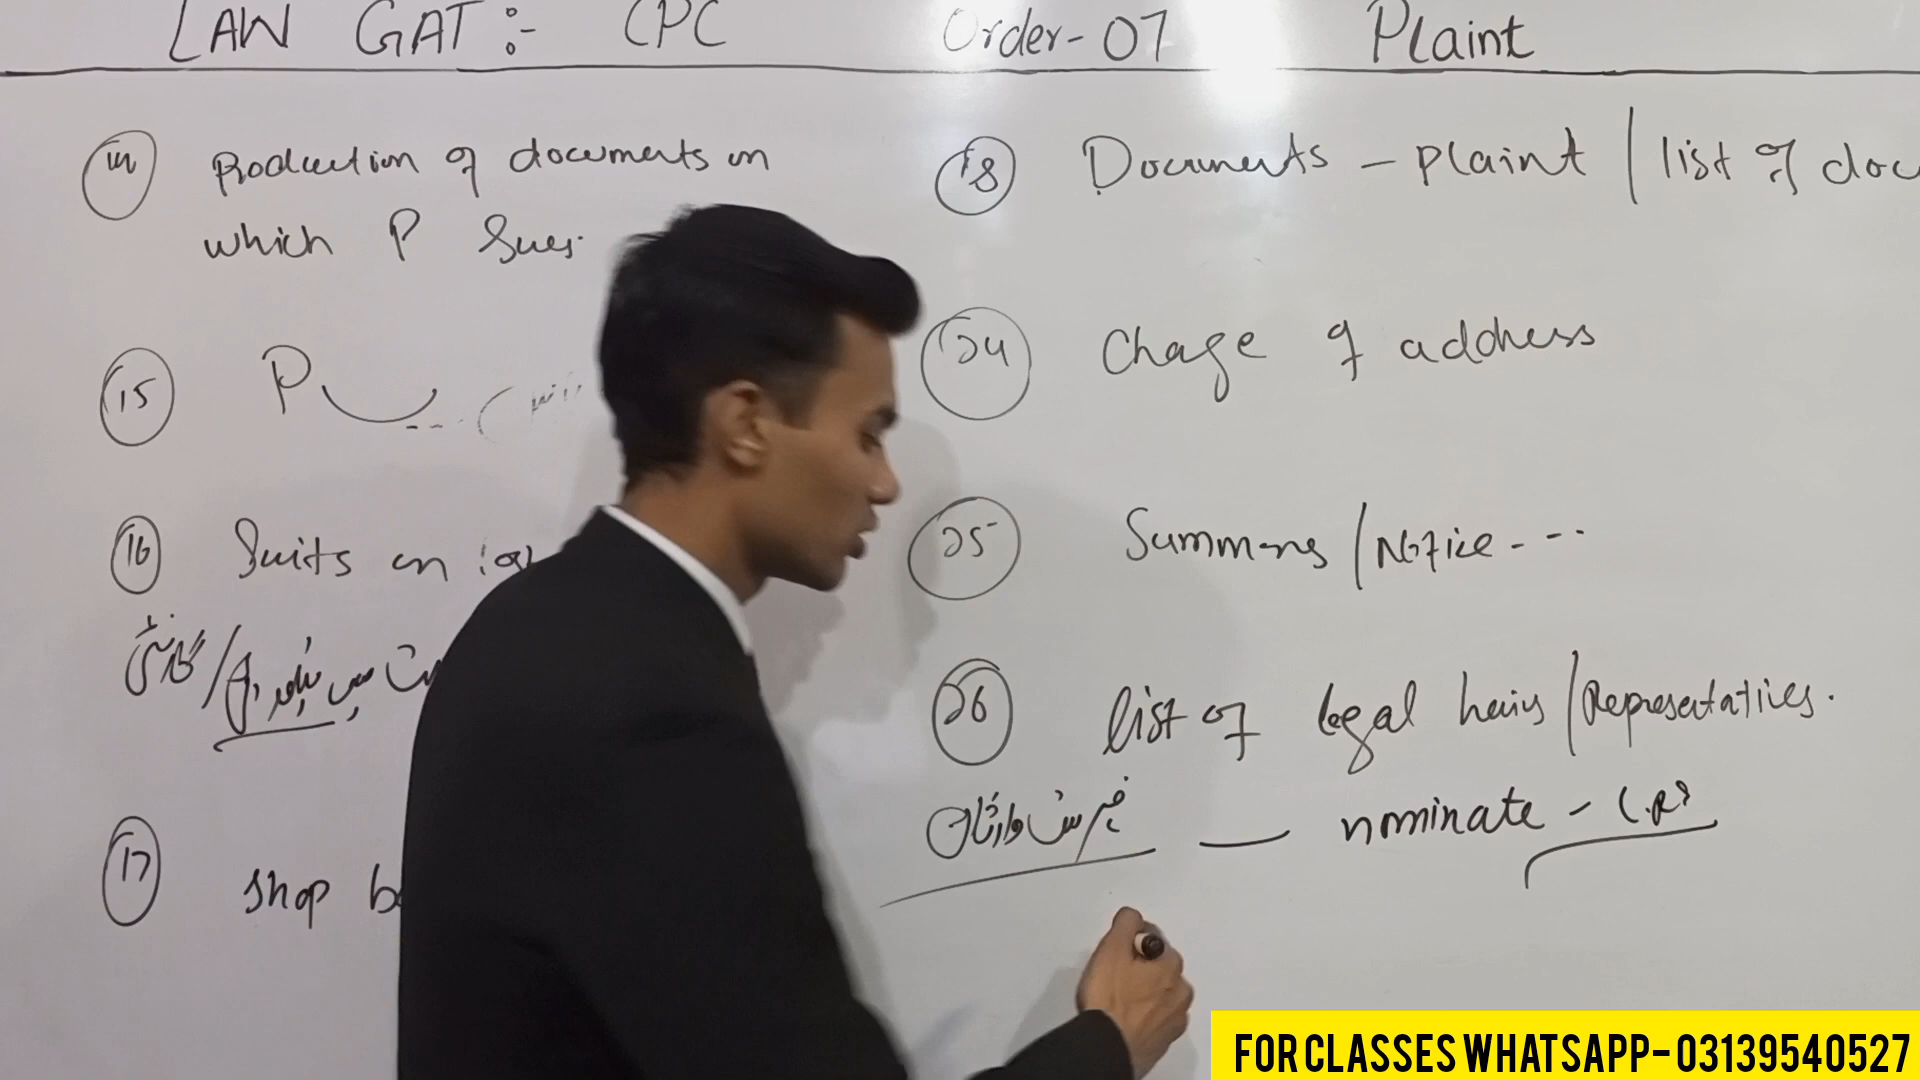 LAW GAT :- CPC Order-07 Plaint
14 Production of documents on
which P Sues.
15 P
16 Suits on
17 Shop b
18 Documents - plaint / list of doc
24 Change of address
25 Summons / Notice - - -
26 list of legal heirs / Representatives.
فہرست وارثان — nominate - L.R?
FOR CLASSES WHATSAPP- 03139540527